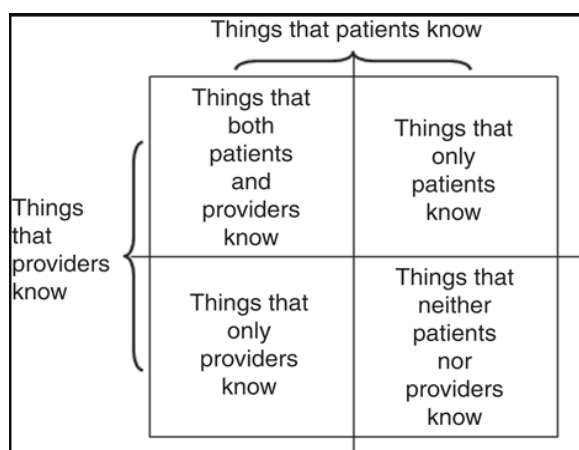 Things that patients know
Things that
both
patients
and
providers
know
Things that
only
patients
know
Things
that
providers
know
Things that
only
providers
know
Things that
neither
patients
nor
providers
know